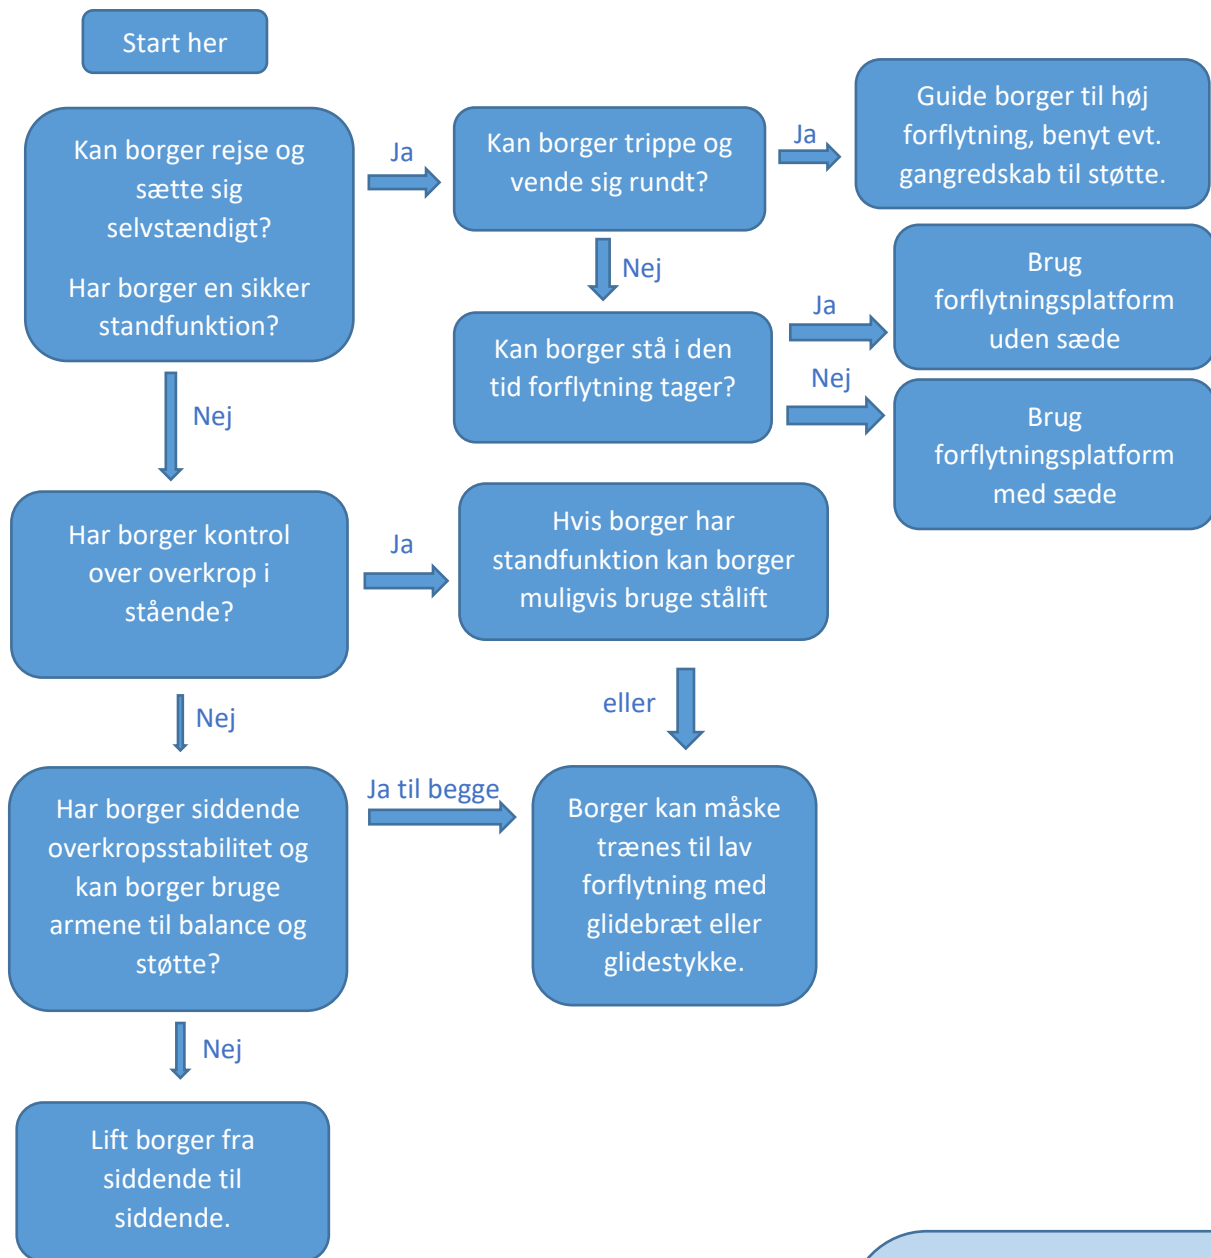 Start her
Kan borger rejse og
sætte sig
selvstændigt?
Har borger en sikker
standfunktion?
Ja
Kan borger trippe og
vende sig rundt?
Ja
Guide borger til høj
forflytning, benyt evt.
gangredskab til støtte.
Nej
Kan borger stå i den
tid forflytning tager?
Ja
Brug
forflytningsplatform
uden sæde
Nej
Brug
forflytningsplatform
med sæde
Nej
Har borger kontrol
over overkrop i
stående?
Ja
Hvis borger har
standfunktion kan borger
muligvis bruge stålift
eller
Nej
Har borger siddende
overkropsstabilitet og
kan borger bruge
armene til balance og
støtte?
Ja til begge
Borger kan måske
trænes til lav
forflytning med
glidebræt eller
glidestykke.
Nej
Lift borger fra
siddende til
siddende.